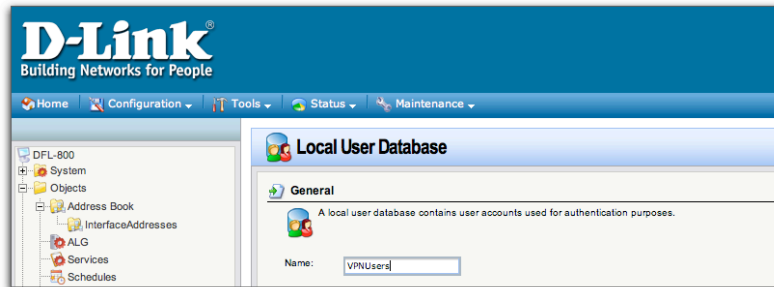 D-Link®
Building Networks for People
Home Configuration Tools Status Maintenance
DFL-800
System
Objects
Address Book
InterfaceAddresses
ALG
Services
Schedules
Local User Database
General
A local user database contains user accounts used for authentication purposes.
Name: VPNUsers